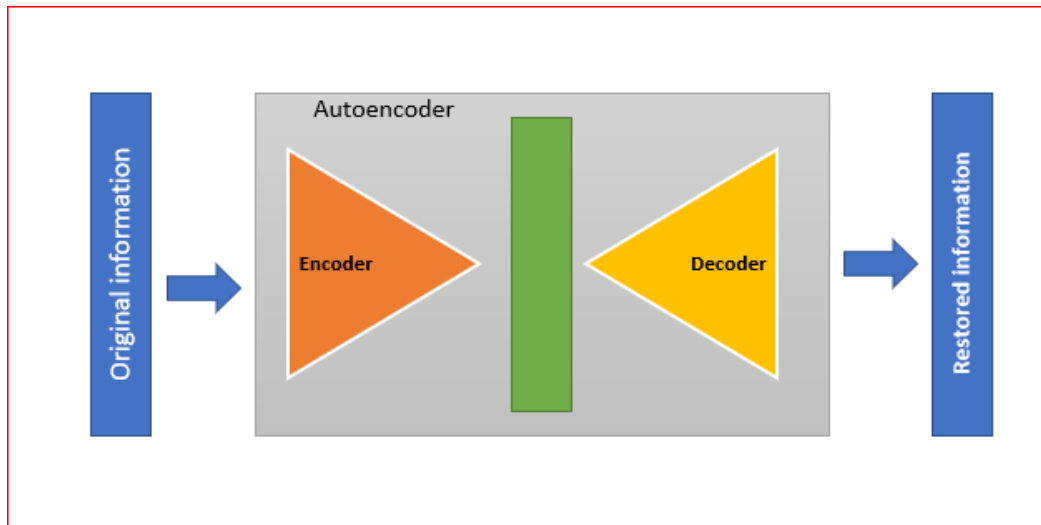 Original information
Autoencoder
Encoder
Decoder
Restored information